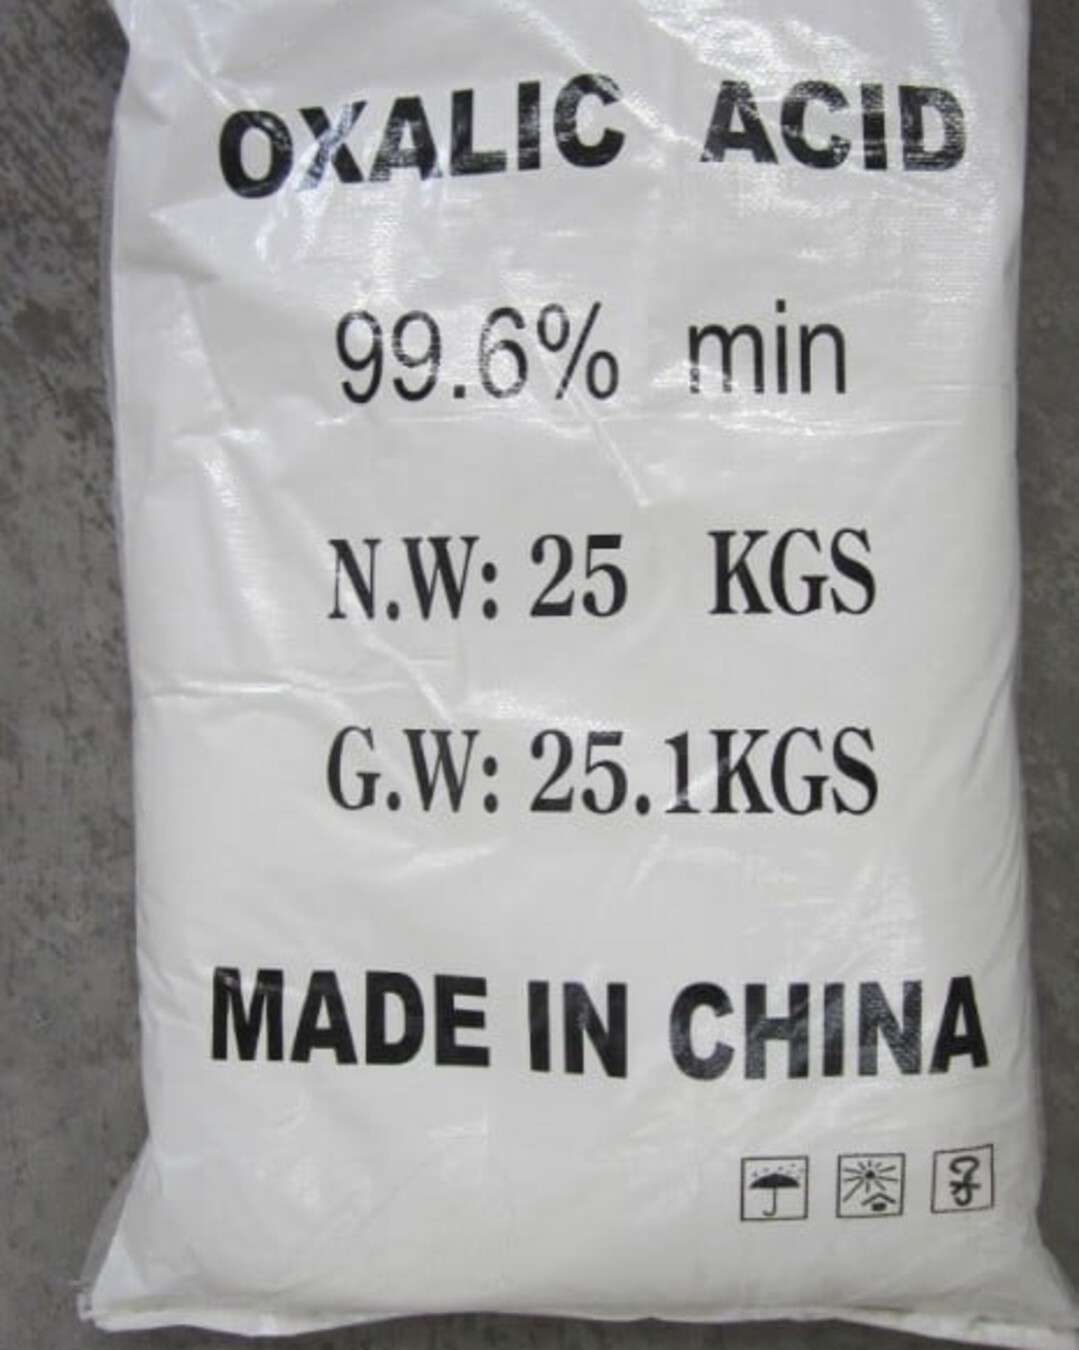 OXALIC ACID
99.6% min
N.W: 25 KGS
G.W: 25.1KGS
MADE IN CHINA